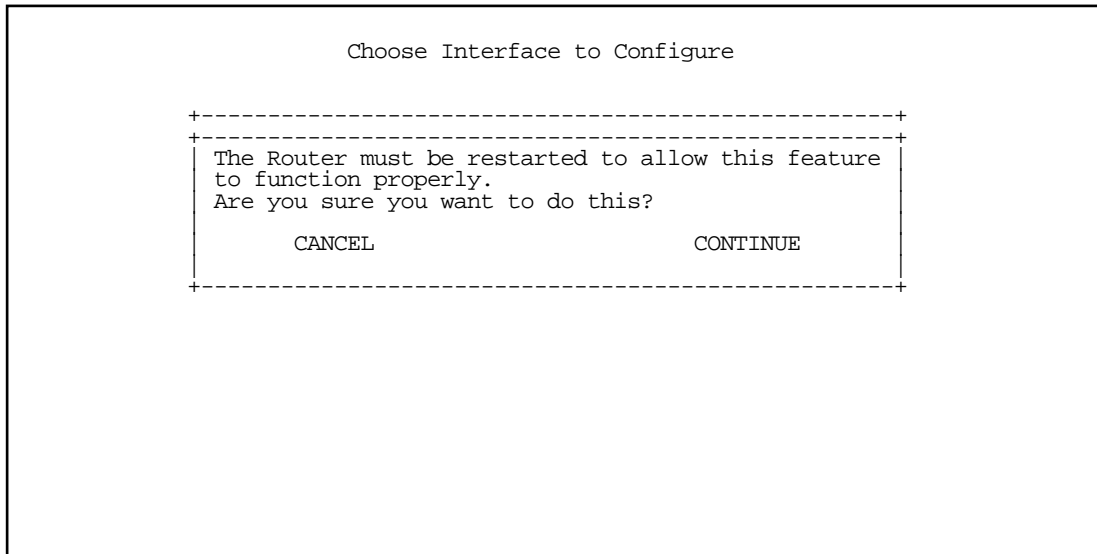 Choose Interface to Configure
+----------------------------------------------------+
+----------------------------------------------------+
| The Router must be restarted to allow this feature |
| to function properly. |
| Are you sure you want to do this? |
| CANCEL CONTINUE |
+----------------------------------------------------+